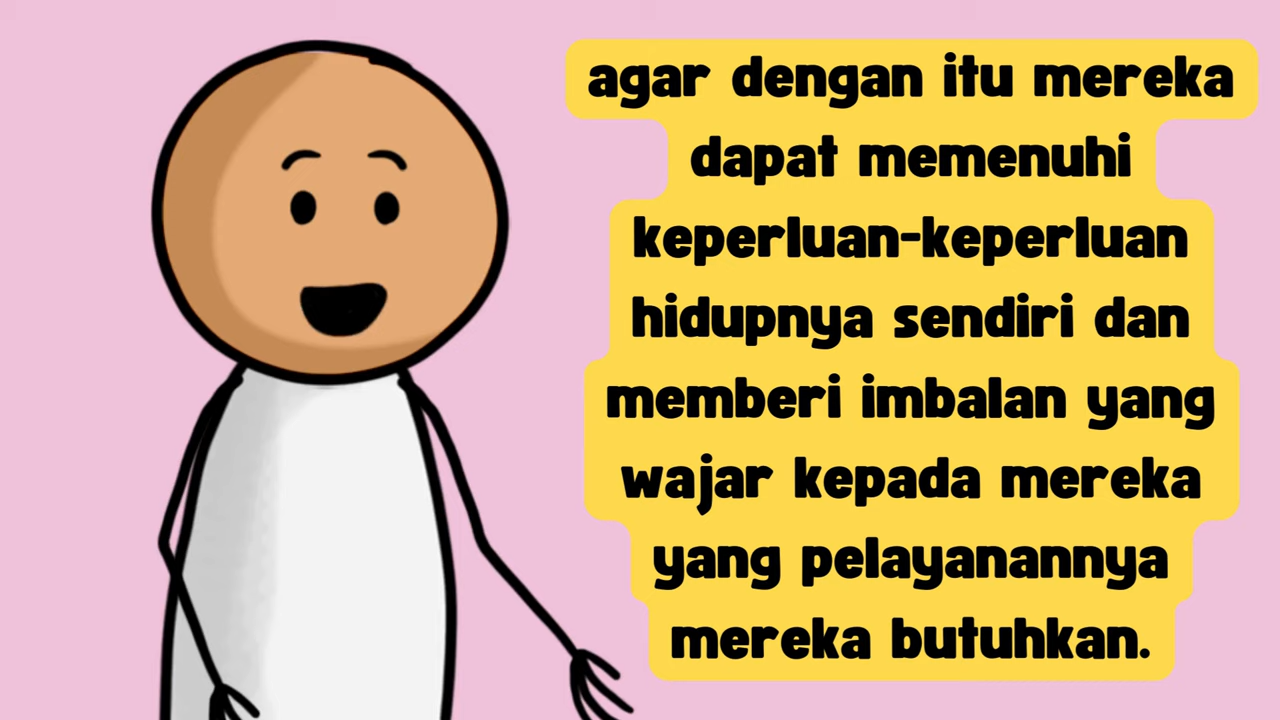 agar dengan itu mereka
dapat memenuhi
keperluan-keperluan
hidupnya sendiri dan
memberi imbalan yang
wajar kepada mereka
yang pelayanannya
mereka butuhkan.